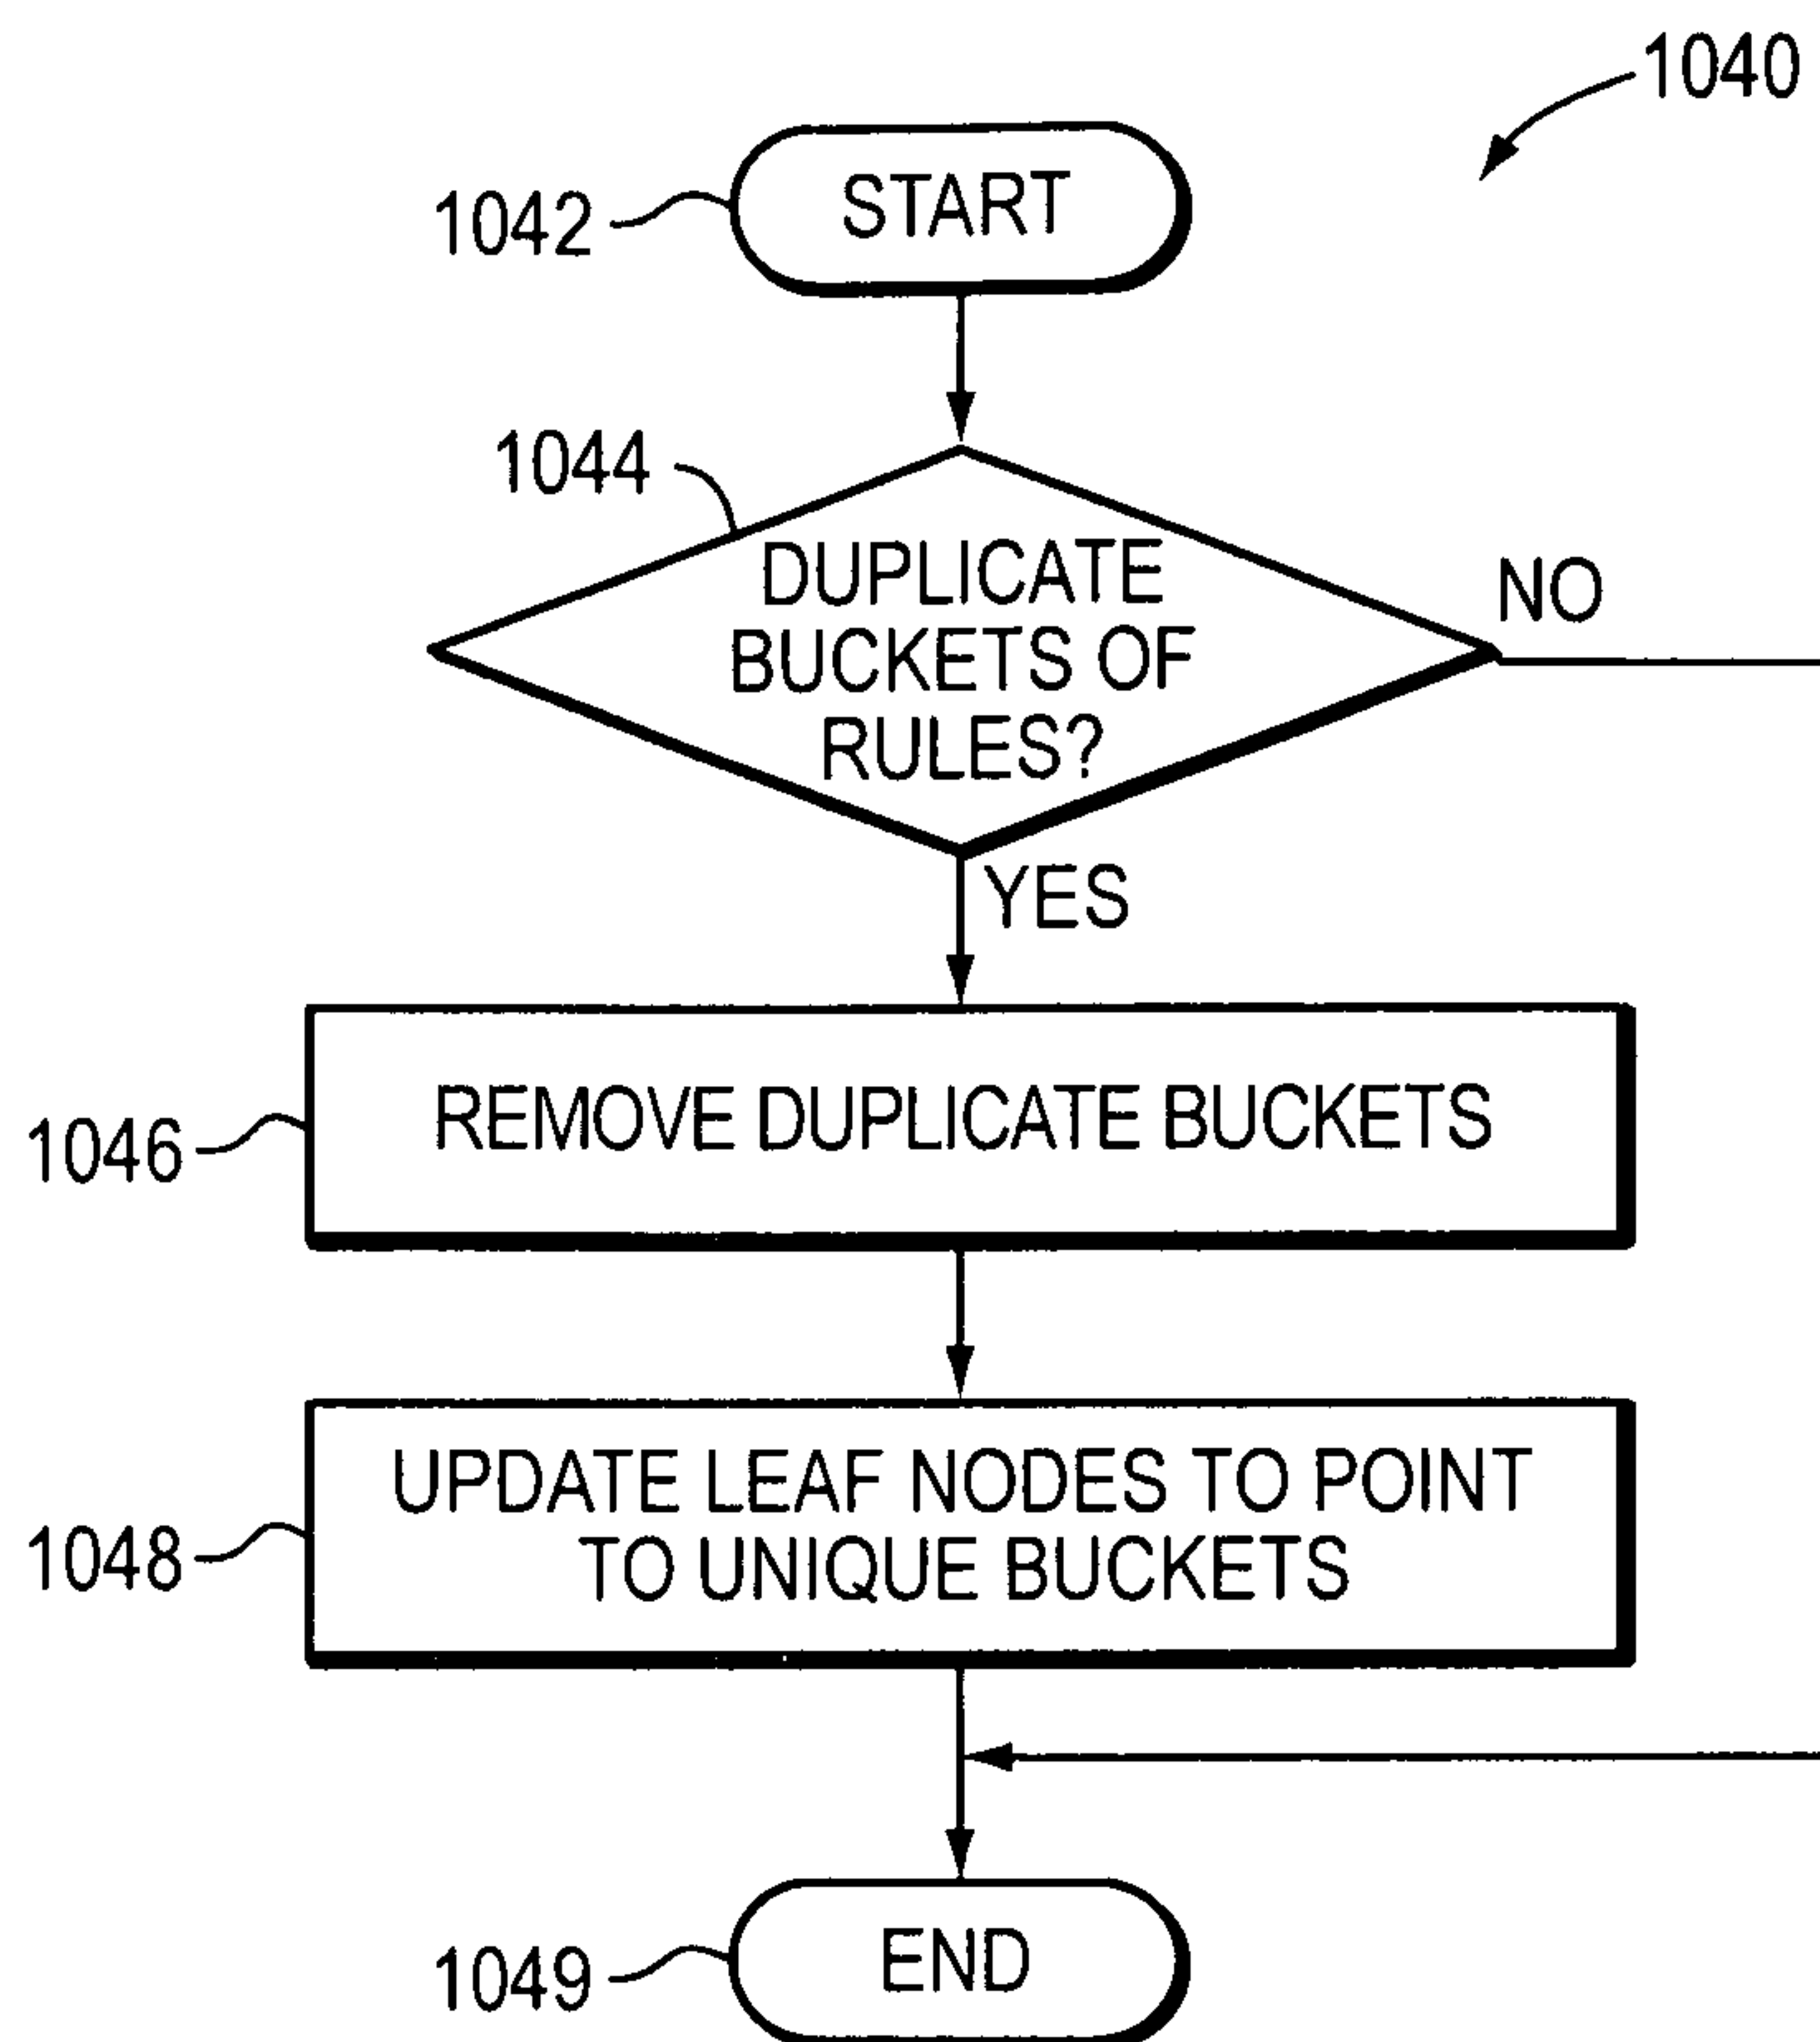 1040
1042
START
1044
DUPLICATE
BUCKETS OF
RULES?
NO
YES
1046
REMOVE DUPLICATE BUCKETS
1048
UPDATE LEAF NODES TO POINT
TO UNIQUE BUCKETS
1049
END